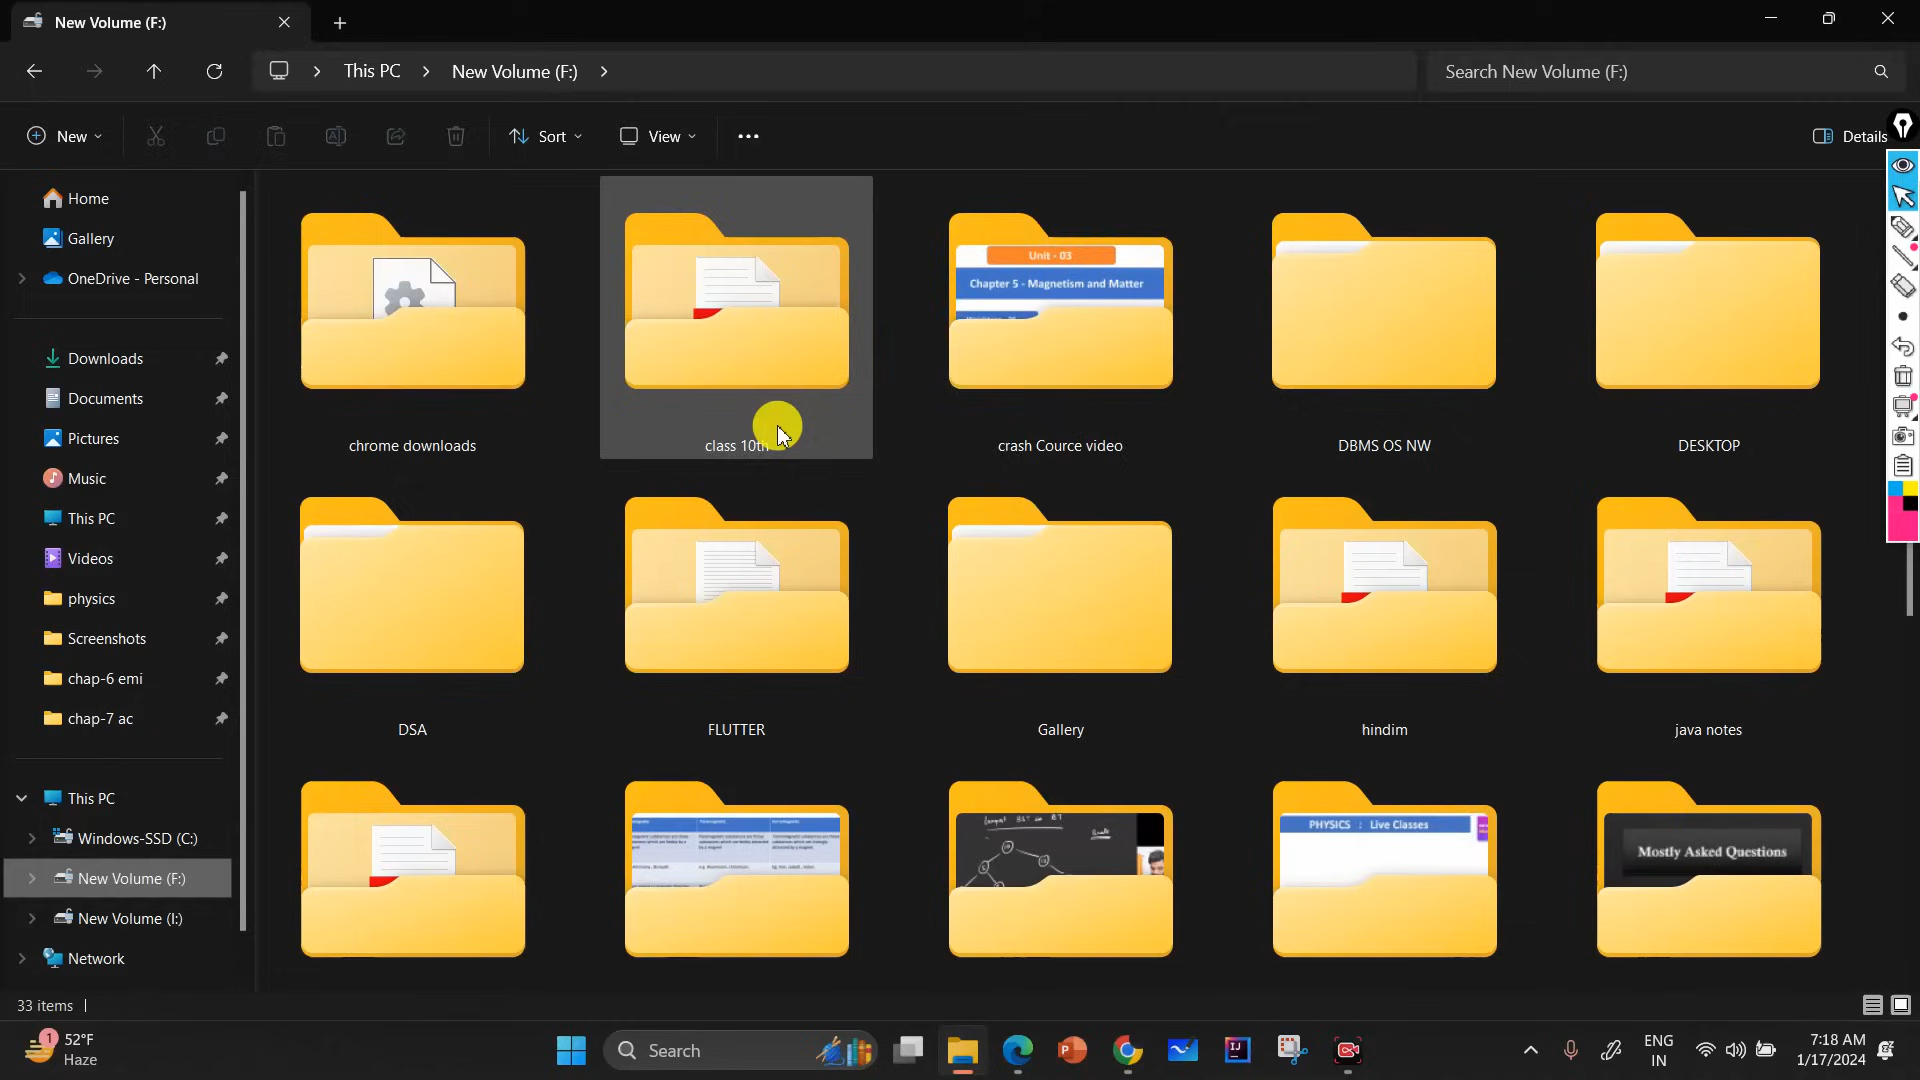 New Volume (F:)
This PC
New Volume (F:)
Search New Volume (F:)
New
Sort
View
Details
Home
Gallery
OneDrive - Personal
Downloads
Documents
Pictures
Music
This PC
Videos
physics
Screenshots
chap-6 emi
chap-7 ac
This PC
Windows-SSD (C:)
New Volume (F:)
New Volume (I:)
Network
Unit - 03
Chapter 5 - Magnetism and Matter
chrome downloads
class 10th
crash Cource video
DBMS OS NW
DESKTOP
DSA
FLUTTER
Gallery
hindim
java notes
PHYSICS : Live Classes
Mostly Asked Questions
33 items
1
52°F
Haze
Search
ENG
IN
7:18 AM
1/17/2024